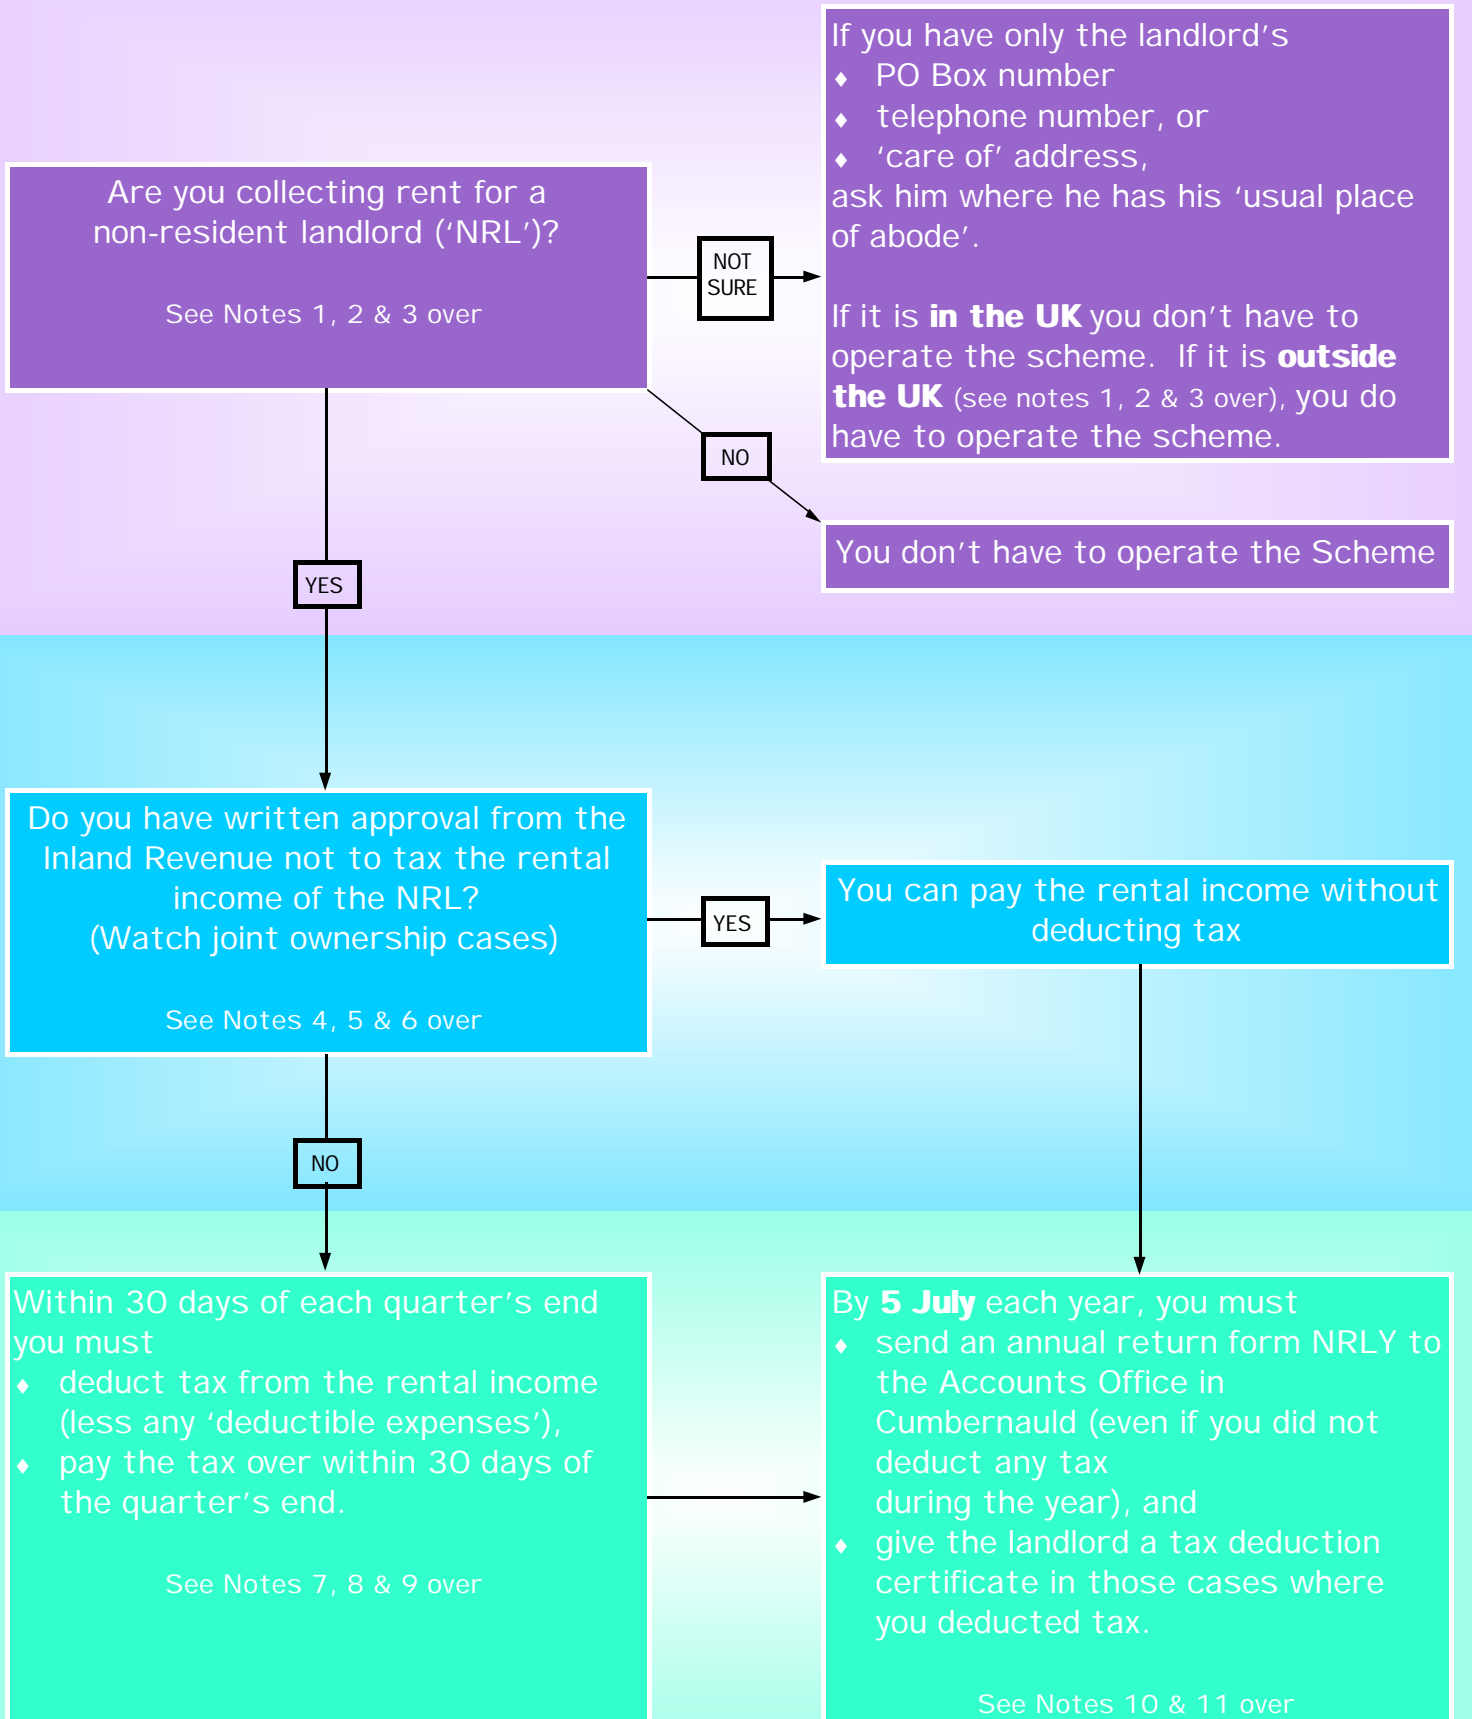 Are you collecting rent for a
non-resident landlord (‘NRL’)?
See Notes 1, 2 & 3 over
NOT
SURE
If you have only the landlord’s
♦ PO Box number
♦ telephone number, or
♦ ‘care of’ address,
ask him where he has his ‘usual place
of abode’.
If it is in the UK you don’t have to
operate the scheme. If it is outside
the UK (see notes 1, 2 & 3 over), you do
have to operate the scheme.
NO
You don’t have to operate the Scheme
YES
Do you have written approval from the
Inland Revenue not to tax the rental
income of the NRL?
(Watch joint ownership cases)
See Notes 4, 5 & 6 over
YES
You can pay the rental income without
deducting tax
NO
Within 30 days of each quarter’s end
you must
♦ deduct tax from the rental income
(less any ‘deductible expenses’),
♦ pay the tax over within 30 days of
the quarter’s end.
See Notes 7, 8 & 9 over
By 5 July each year, you must
♦ send an annual return form NRLY to
the Accounts Office in
Cumbernauld (even if you did not
deduct any tax
during the year), and
♦ give the landlord a tax deduction
certificate in those cases where
you deducted tax.
See Notes 10 & 11 over